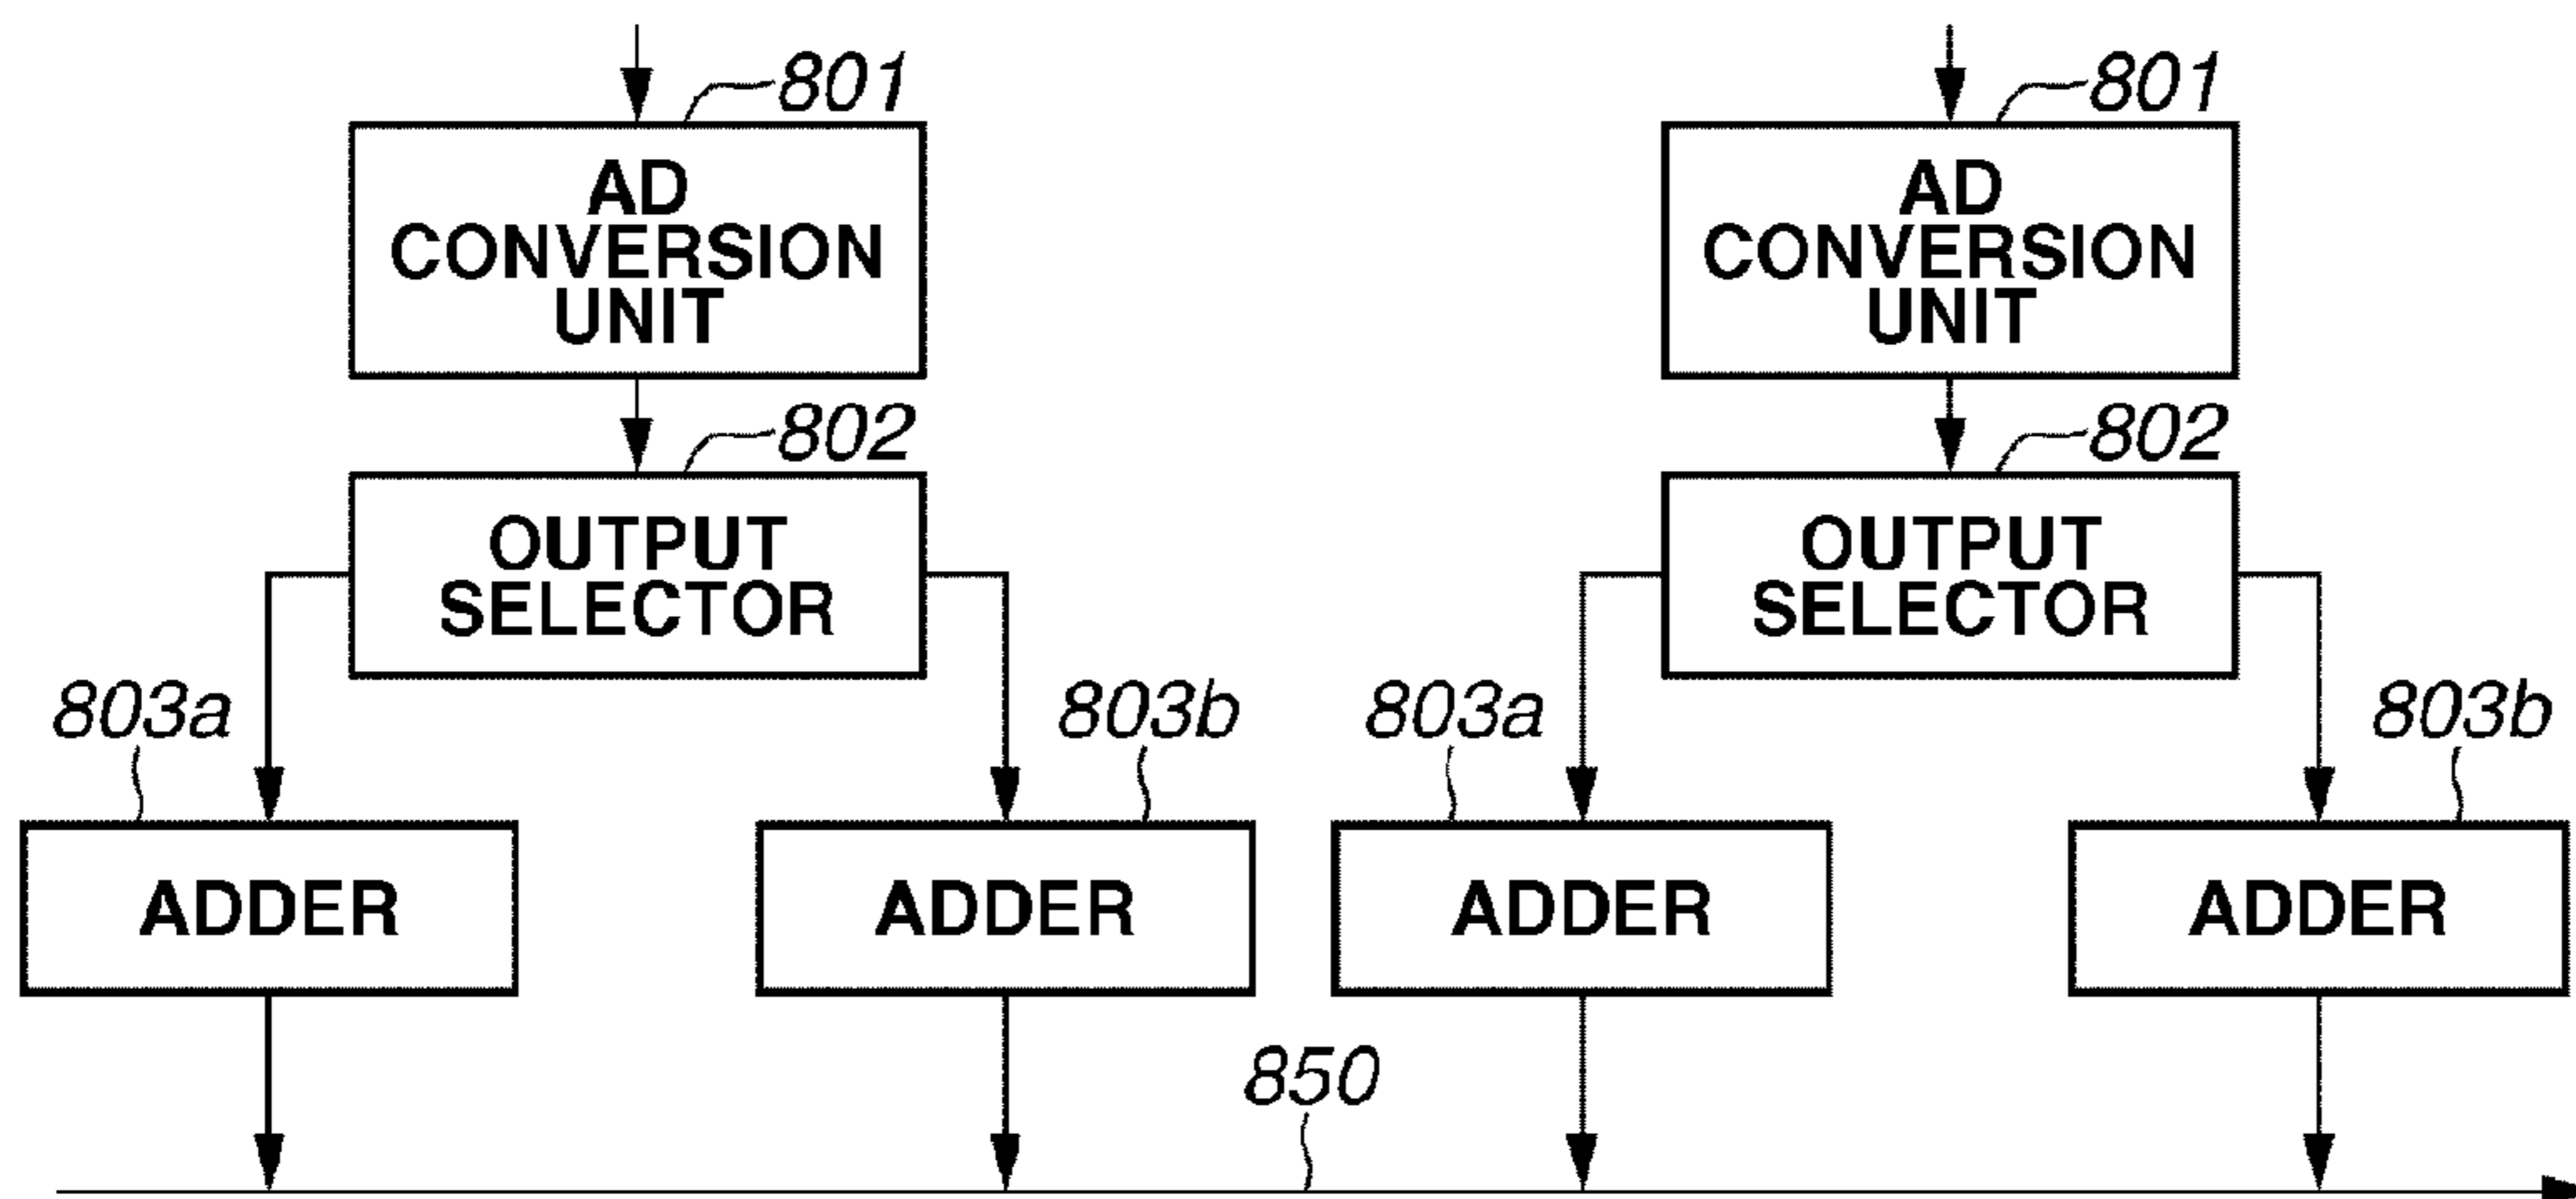 801
801
AD
CONVERSION
UNIT
AD
CONVERSION
UNIT
802
802
OUTPUT
SELECTOR
OUTPUT
SELECTOR
803a
803b
803a
803b
ADDER
ADDER
ADDER
ADDER
850